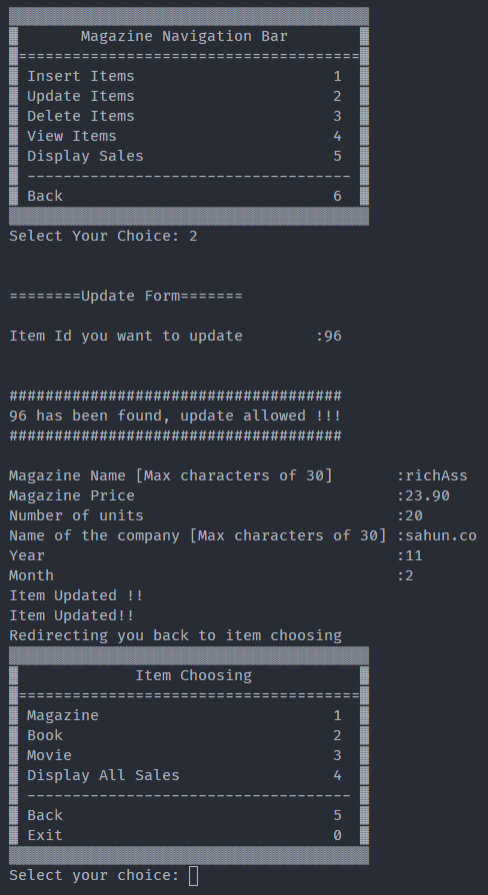 Magazine Navigation Bar
======================================
Insert Items 1
Update Items 2
Delete Items 3
View Items 4
Display Sales 5
------------------------------------
Back 6
Select Your Choice: 2
========Update Form=======
Item Id you want to update :96
#####################################
96 has been found, update allowed !!!
#####################################
Magazine Name [Max characters of 30] :richAss
Magazine Price :23.90
Number of units :20
Name of the company [Max characters of 30] :sahun.co
Year :11
Month :2
Item Updated !!
Item Updated!!
Redirecting you back to item choosing
Item Choosing
======================================
Magazine 1
Book 2
Movie 3
Display All Sales 4
------------------------------------
Back 5
Exit 0
Select your choice: